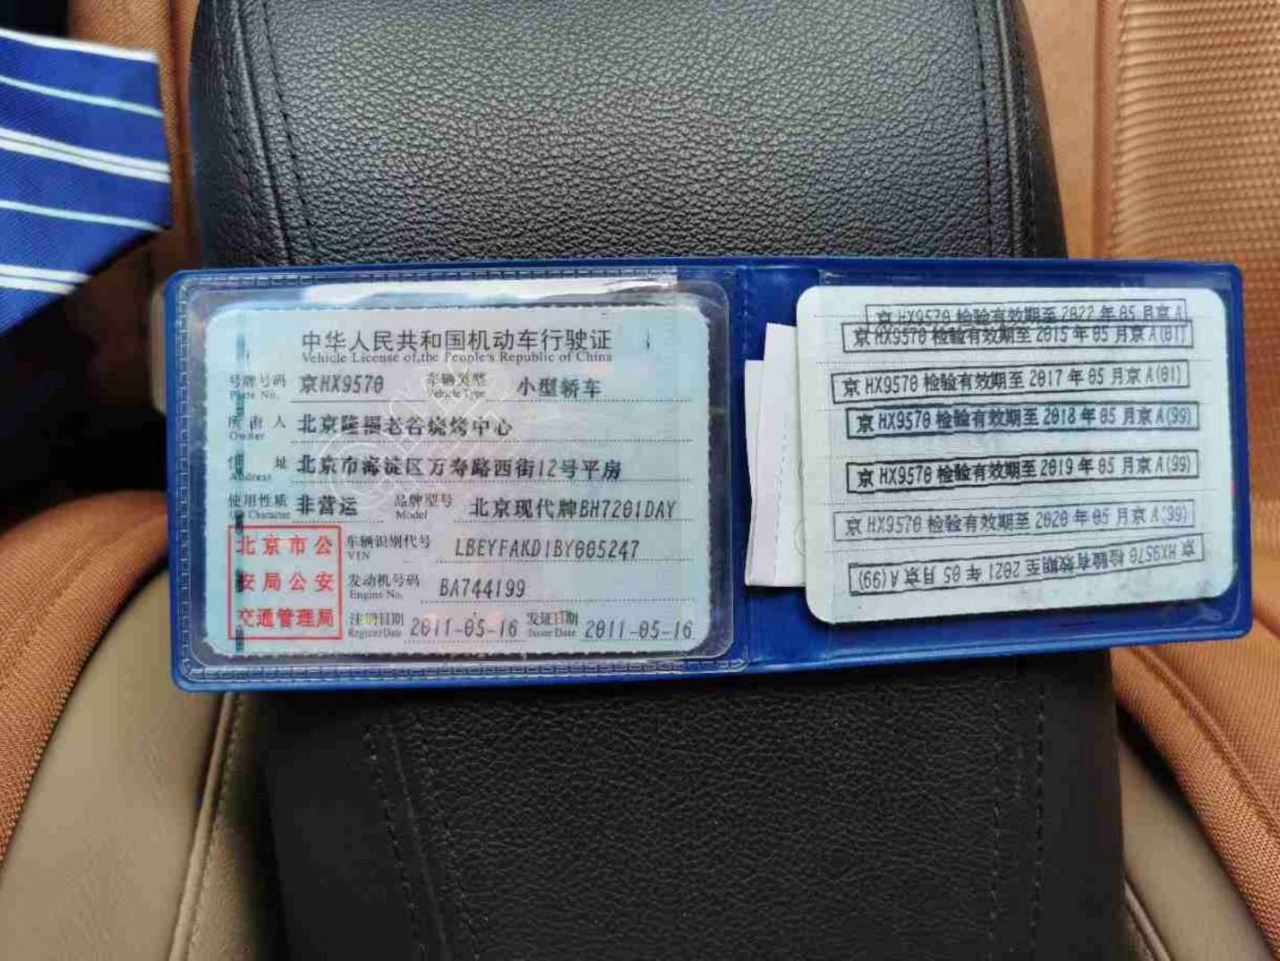 中华人民共和国机动车行驶证
Vehicle License of the People's Republic of China
号牌号码 京HX9570 车辆类型 小型轿车
Plate No. Vehicle Type
所有人 北京隆福老谷烧烤中心
Owner
住址 北京市海淀区万寿路西街12号平房
Address
使用性质 非营运 品牌型号 北京现代牌BH7201DAY
Use Character Model
北京市公 车辆识别代号 LBEYFAKD1BY005247
VIN
安局公安 发动机号码 BA744199
Engine No.
交通管理局 注册日期 2011-05-16 发证日期 2011-05-16
Register Date Issue Date
京HX9570 检验有效期至 2022 年 05 月京A
京HX9570 检验有效期至 2015 年 05 月京A(01)
京HX9570 检验有效期至 2017 年 05 月京A(01)
京HX9570 检验有效期至 2018 年 05 月京A(99)
京HX9570 检验有效期至 2019 年 05 月京A(99)
京HX9570 检验有效期至 2020 年 05 月京A(99)
京HX9570 检验有效期至 2021 年 05 月京A(99)